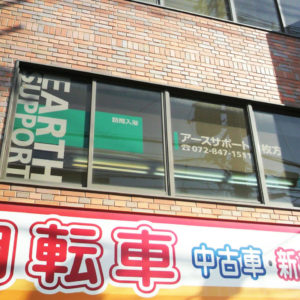 EARTH
SUPPORT
訪問入浴
アースサポート 枚方
☎072-847-1511
自転車
中古車・新